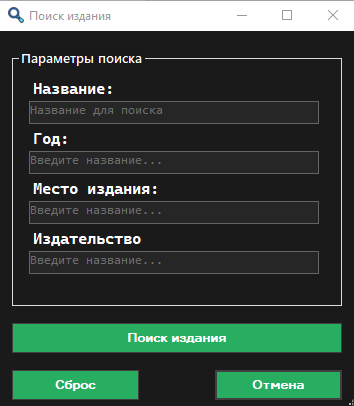 Поиск издания
Параметры поиска
Название:
Название для поиска
Год:
Введите название...
Место издания:
Введите название...
Издательство
Введите название...
Поиск издания
Сброс
Отмена